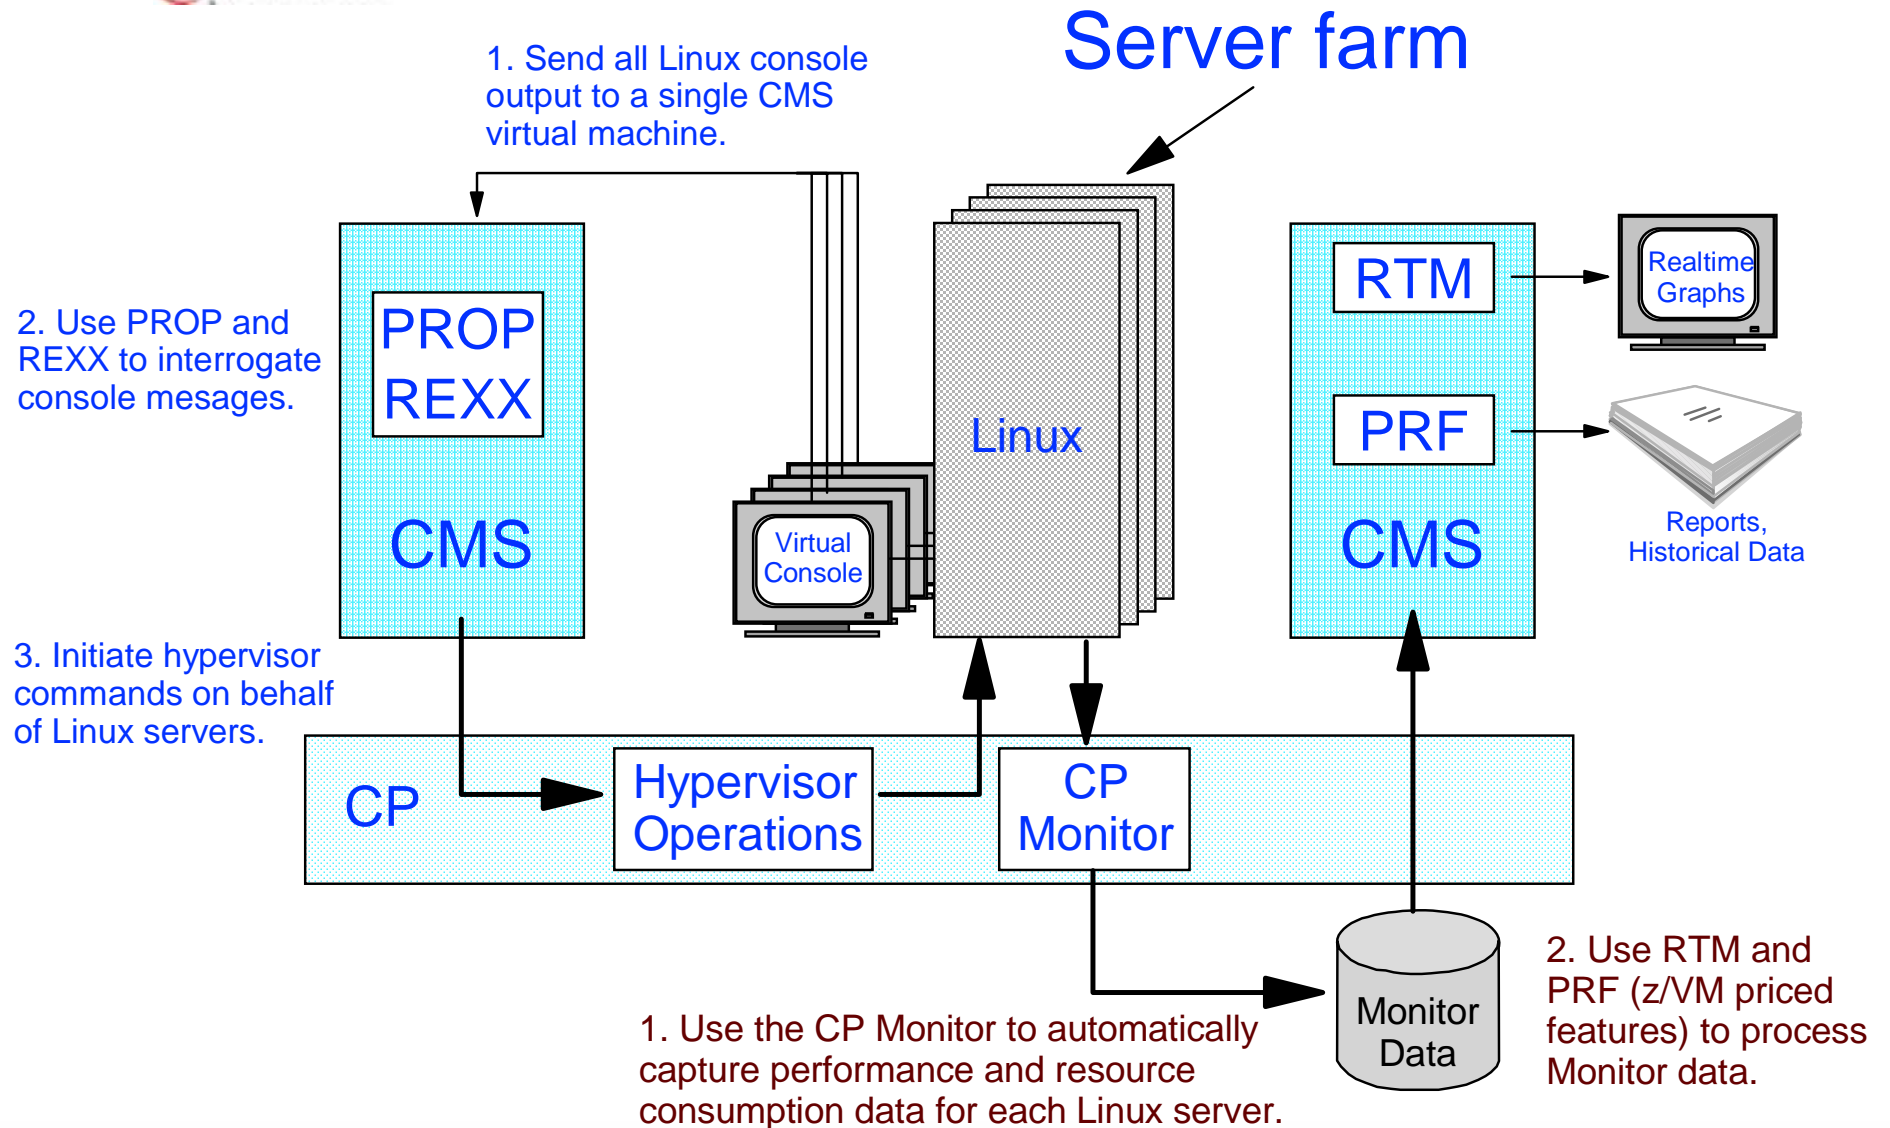 Server farm
1. Send all Linux console
output to a single CMS
virtual machine.
2. Use PROP and
REXX to interrogate
console mesages.
PROP
REXX
CMS
3. Initiate hypervisor
commands on behalf
of Linux servers.
Virtual
Console
Linux
RTM
PRF
CMS
Realtime
Graphs
Reports,
Historical Data
CP
Hypervisor
Operations
CP
Monitor
Monitor
Data
1. Use the CP Monitor to automatically
capture performance and resource
consumption data for each Linux server.
2. Use RTM and
PRF (z/VM priced
features) to process
Monitor data.